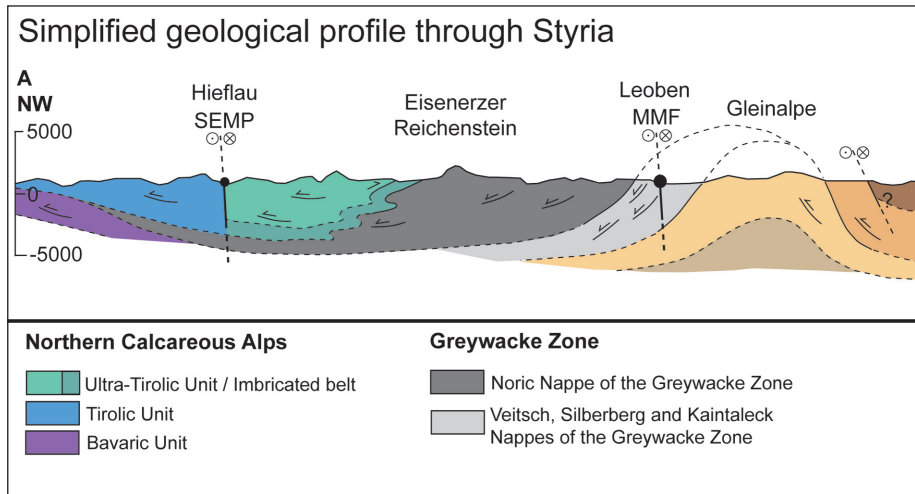 Simplified geological profile through Styria
A
NW
Hieflau
SEMP
Eisenerzer
Reichenstein
Leoben
MMF
Gleinalpe
5000
0
-5000
?
Northern Calcareous Alps
Ultra-Tirolic Unit / Imbricated belt
Tirolic Unit
Bavaric Unit
Greywacke Zone
Noric Nappe of the Greywacke Zone
Veitsch, Silberberg and Kaintaleck
Nappes of the Greywacke Zone